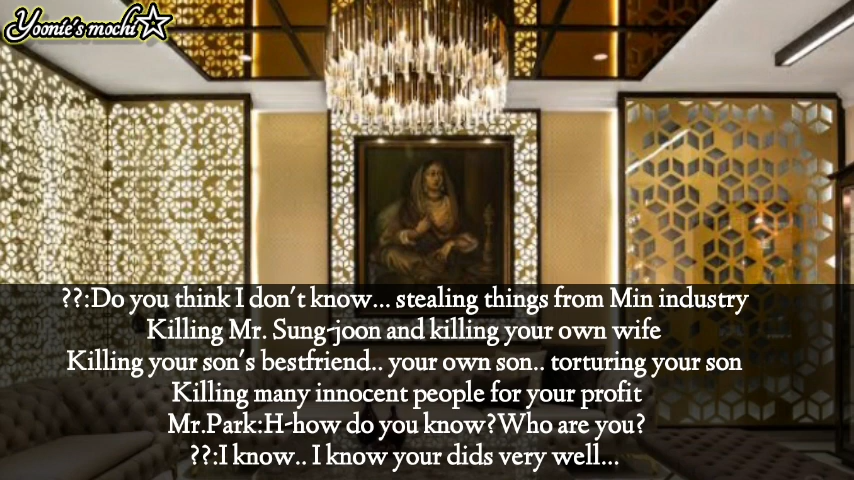 Yoonie's mochi
??:Do you think I don't know... stealing things from Min industry
Killing Mr. Sung-joon and killing your own wife
Killing your son's bestfriend.. your own son.. torturing your son
Killing many innocent people for your profit
Mr.Park:H-how do you know?Who are you?
??:I know.. I know your dids very well...